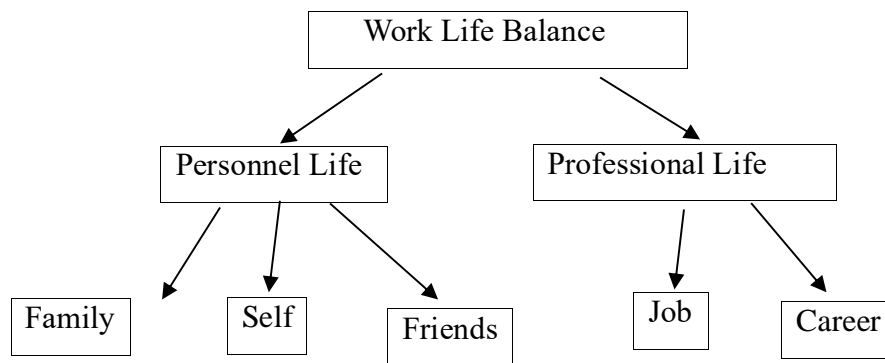 Work Life Balance
Personnel Life
Professional Life
Family
Self
Friends
Job
Career